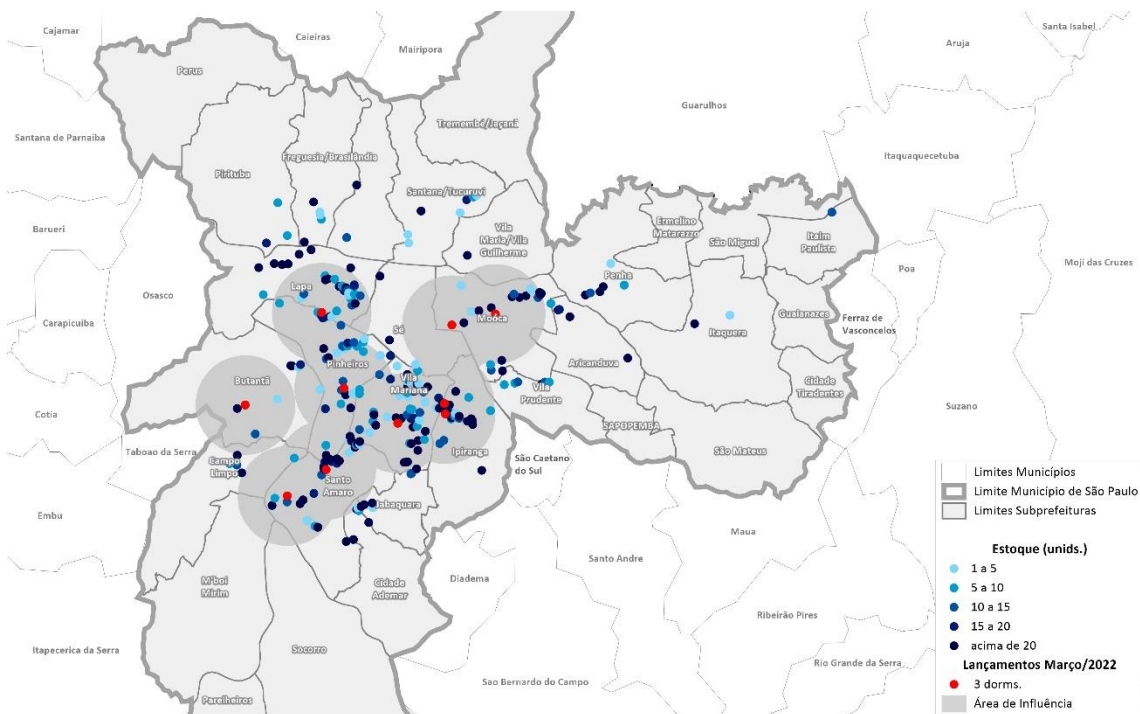 Cajamar
Caieiras
Mairipora
Santa Isabel
Aruja
Perus
Guarulhos
Tremembé/Jaçanã
Santana de Parnaiba
Freguesia/Brasilândia
Itaquaquecetuba
Pirituba
Santana/Tucuruvi
Ermelino
Matarazzo
Barueri
Vila
Maria/Vila
Guilherme
São Miguel
Itaim
Paulista
Poa
Penha
Moji das Cruzes
Osasco
Lapa
Guaianazes
Ferraz de
Vasconcelos
Carapicuiba
Mooca
Sé
Itaquera
Pinheiros
Aricanduva
Butantã
Vila
Mariana
Vila
Prudente
Cidade
Tiradentes
Suzano
Cotia
SAPOPEMBA
Taboao da Serra
Ipiranga
São Mateus
Campo
Limpo
São Caetano
do Sul
Santo
Amaro
Jabaquara
Embu
Maua
Santo Andre
M'boi
Mirim
Cidade
Ademar
Diadema
Ribeirão Pires
Itapecerica da Serra
Socorro
Rio Grande da Serra
Sao Bernardo do Campo
Parelheiros
Limites Municípios
Limite Município de São Paulo
Limites Subprefeituras
Estoque (unids.)
1 a 5
5 a 10
10 a 15
15 a 20
acima de 20
Lançamentos Março/2022
3 dorms.
Área de Influência